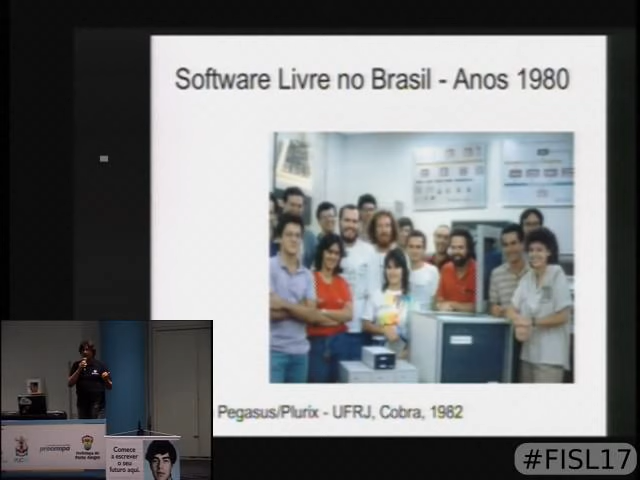 Software Livre no Brasil - Anos 1980
Pegasus/Plurix - UFRJ, Cobra, 1982
procempa
Prefeitura de
Porto Alegre
Comece
a escrever
o seu
futuro aqui.
#FISL17